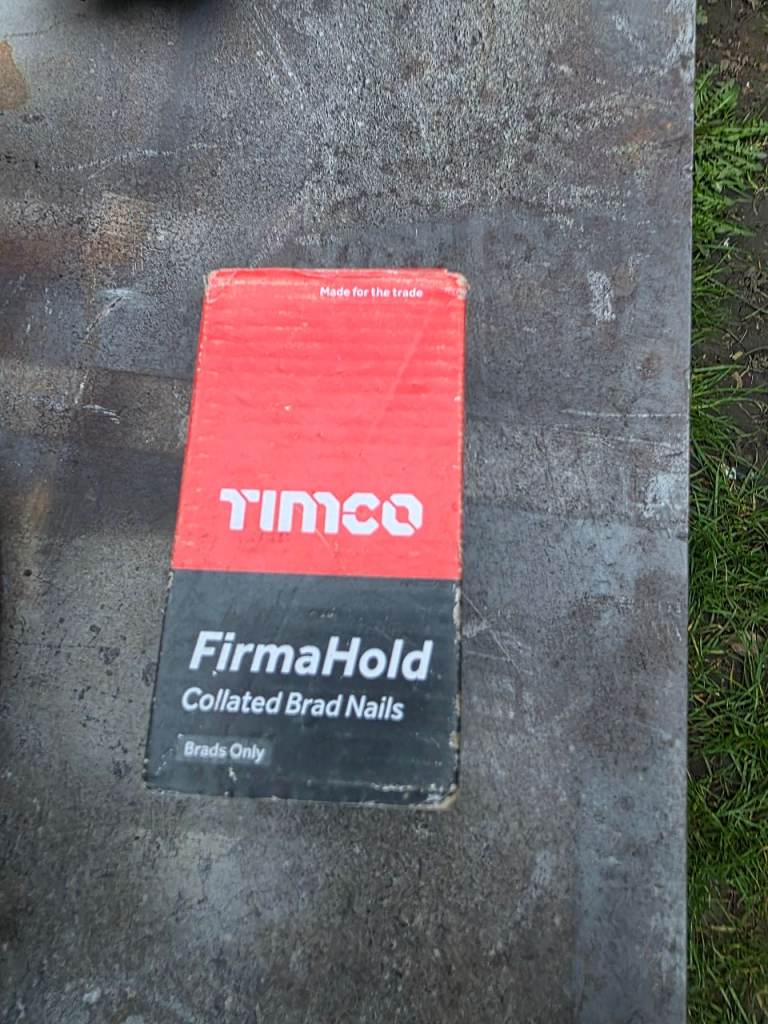 Made for the trade
TIMCO
FirmaHold
Collated Brad Nails
Brads Only